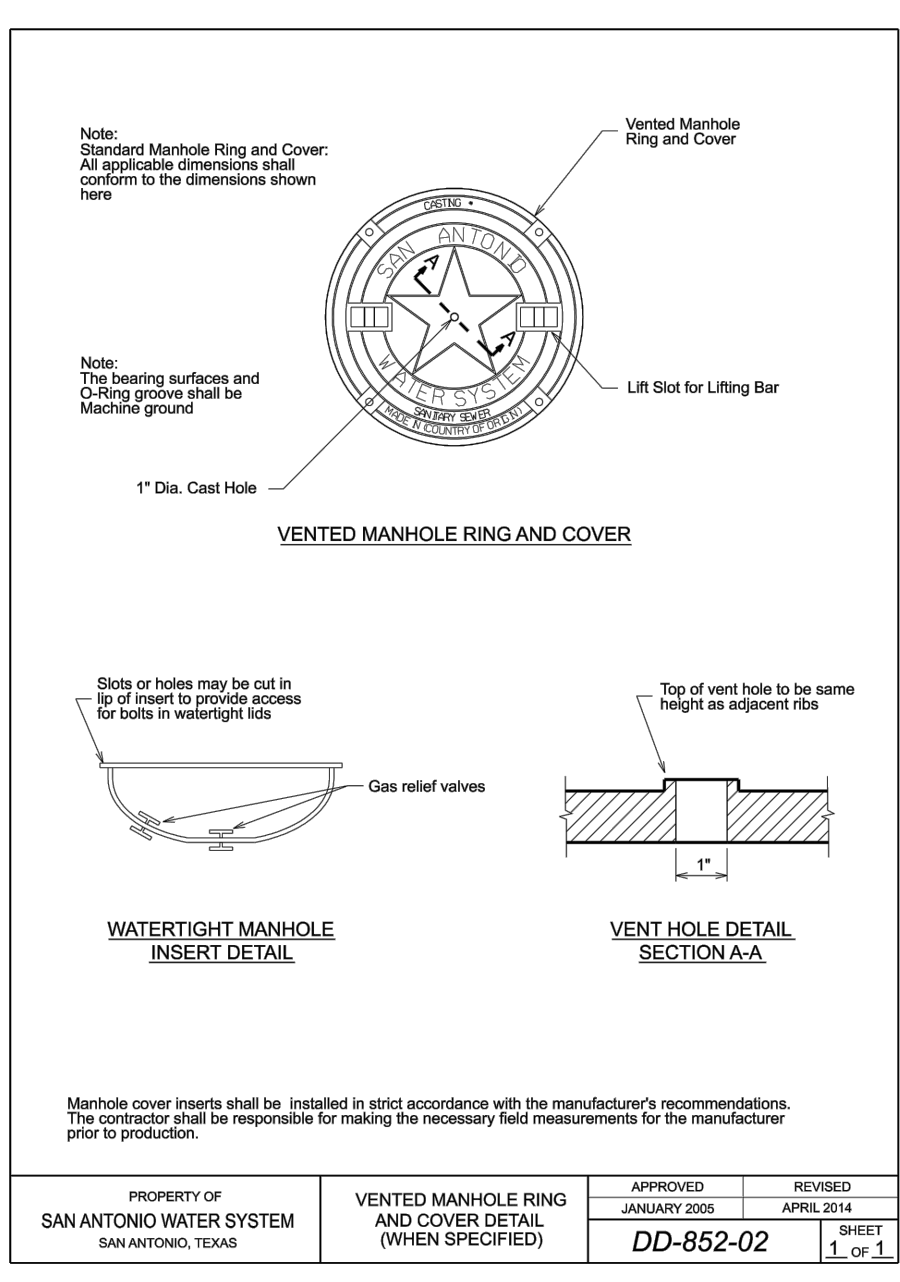 Note:
Standard Manhole Ring and Cover:
All applicable dimensions shall
conform to the dimensions shown
here
Vented Manhole
Ring and Cover
CASTING *
SAN ANTONIO
A
A
WATER SYSTEM
SANITARY SEWER
MADE IN (COUNTRY OF ORIGIN)
Note:
The bearing surfaces and
O-Ring groove shall be
Machine ground
Lift Slot for Lifting Bar
1" Dia. Cast Hole
VENTED MANHOLE RING AND COVER
Slots or holes may be cut in
lip of insert to provide access
for bolts in watertight lids
Gas relief valves
WATERTIGHT MANHOLE
INSERT DETAIL
Top of vent hole to be same
height as adjacent ribs
1"
VENT HOLE DETAIL
SECTION A-A
Manhole cover inserts shall be installed in strict accordance with the manufacturer's recommendations.
The contractor shall be responsible for making the necessary field measurements for the manufacturer
prior to production.
PROPERTY OF
SAN ANTONIO WATER SYSTEM
SAN ANTONIO, TEXAS
VENTED MANHOLE RING
AND COVER DETAIL
(WHEN SPECIFIED)
APPROVED
JANUARY 2005
REVISED
APRIL 2014
DD-852-02
SHEET
1 OF 1